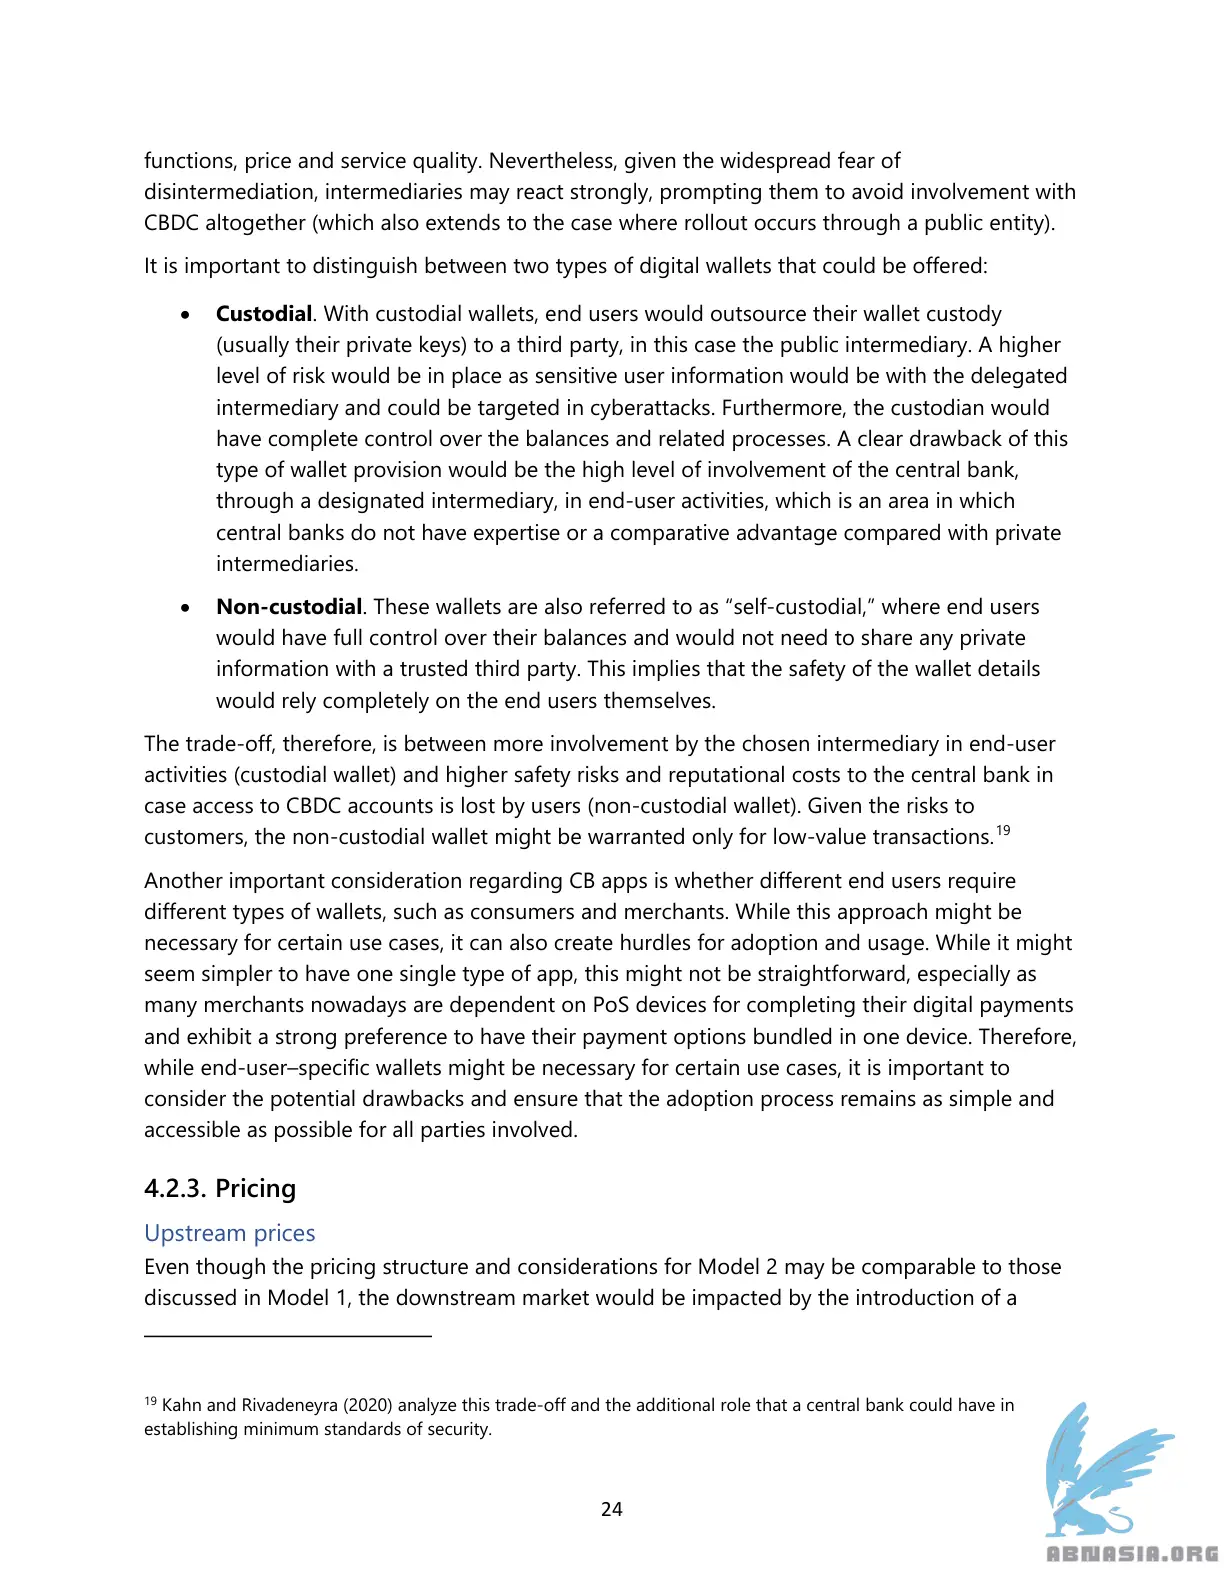 functions, price and service quality. Nevertheless, given the widespread fear of
disintermediation, intermediaries may react strongly, prompting them to avoid involvement with
CBDC altogether (which also extends to the case where rollout occurs through a public entity).
It is important to distinguish between two types of digital wallets that could be offered:
• Custodial. With custodial wallets, end users would outsource their wallet custody
(usually their private keys) to a third party, in this case the public intermediary. A higher
level of risk would be in place as sensitive user information would be with the delegated
intermediary and could be targeted in cyberattacks. Furthermore, the custodian would
have complete control over the balances and related processes. A clear drawback of this
type of wallet provision would be the high level of involvement of the central bank,
through a designated intermediary, in end-user activities, which is an area in which
central banks do not have expertise or a comparative advantage compared with private
intermediaries.
• Non-custodial. These wallets are also referred to as “self-custodial,” where end users
would have full control over their balances and would not need to share any private
information with a trusted third party. This implies that the safety of the wallet details
would rely completely on the end users themselves.
The trade-off, therefore, is between more involvement by the chosen intermediary in end-user
activities (custodial wallet) and higher safety risks and reputational costs to the central bank in
case access to CBDC accounts is lost by users (non-custodial wallet). Given the risks to
customers, the non-custodial wallet might be warranted only for low-value transactions.19
Another important consideration regarding CB apps is whether different end users require
different types of wallets, such as consumers and merchants. While this approach might be
necessary for certain use cases, it can also create hurdles for adoption and usage. While it might
seem simpler to have one single type of app, this might not be straightforward, especially as
many merchants nowadays are dependent on PoS devices for completing their digital payments
and exhibit a strong preference to have their payment options bundled in one device. Therefore,
while end-user–specific wallets might be necessary for certain use cases, it is important to
consider the potential drawbacks and ensure that the adoption process remains as simple and
accessible as possible for all parties involved.
4.2.3. Pricing
Upstream prices
Even though the pricing structure and considerations for Model 2 may be comparable to those
discussed in Model 1, the downstream market would be impacted by the introduction of a
19 Kahn and Rivadeneyra (2020) analyze this trade-off and the additional role that a central bank could have in
establishing minimum standards of security.
24
ABNASIA.ORG